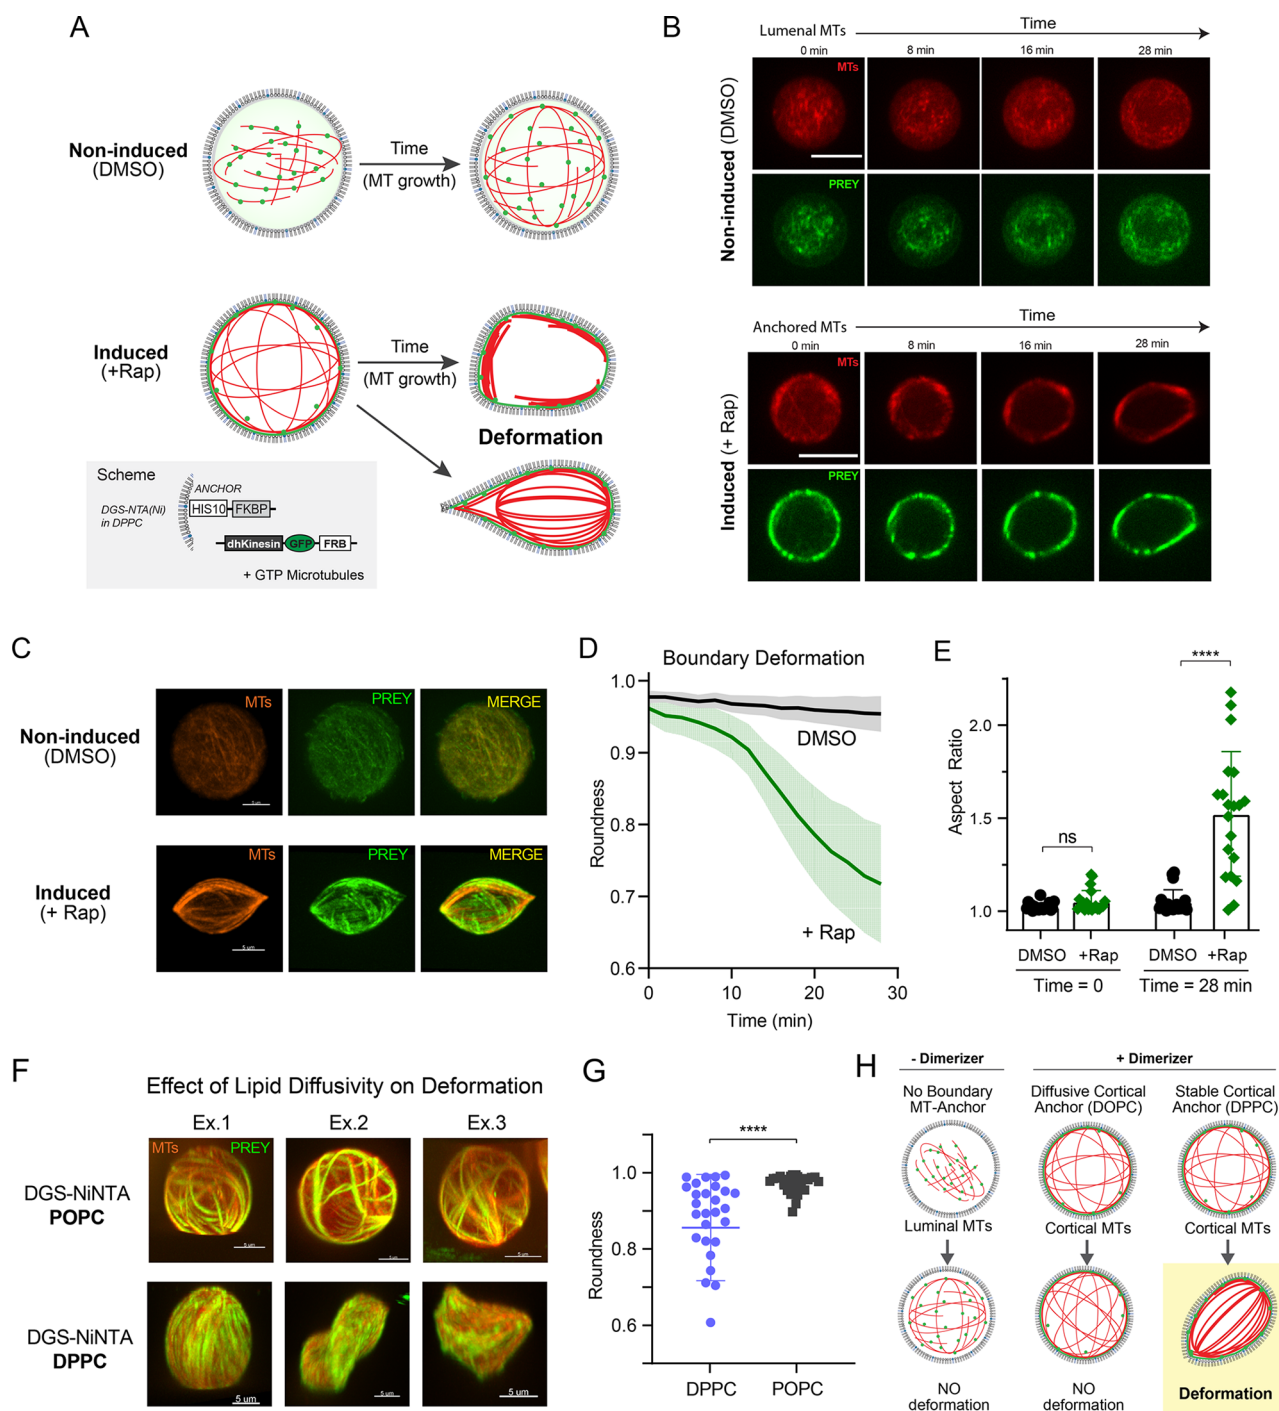 A
Non-induced
(DMSO)
Time
(MT growth)
Induced
(+Rap)
Time
(MT growth)
Deformation
Scheme
ANCHOR
DGS-NTA(Ni)
in DPPC
HIS10
FKBP
dhKinesin
GFP
FRB
+ GTP Microtubules
B
Lumenal MTs
Time
0 min
8 min
16 min
28 min
Non-induced (DMSO)
MTs
PREY
Anchored MTs
Time
0 min
8 min
16 min
28 min
Induced (+ Rap)
MTs
PREY
C
Non-induced
(DMSO)
MTs
PREY
MERGE
Induced
(+ Rap)
MTs
PREY
MERGE
5 um
D
Boundary Deformation
1.0
0.9
0.8
0.7
0.6
Roundness
DMSO
+ Rap
0
10
20
30
Time (min)
E
****
ns
2.0
1.5
1.0
Aspect Ratio
DMSO
+Rap
DMSO
+Rap
Time = 0
Time = 28 min
F
Effect of Lipid Diffusivity on Deformation
Ex.1
Ex.2
Ex.3
MTs
PREY
DGS-NiNTA
POPC
5 um
5 um
5 um
DGS-NiNTA
DPPC
5 um
5 um
5 um
G
****
1.0
0.8
0.6
Roundness
DPPC
POPC
H
- Dimerizer
+ Dimerizer
No Boundary
MT-Anchor
Diffusive Cortical
Anchor (DOPC)
Stable Cortical
Anchor (DPPC)
Luminal MTs
Cortical MTs
Cortical MTs
NO
deformation
NO
deformation
Deformation